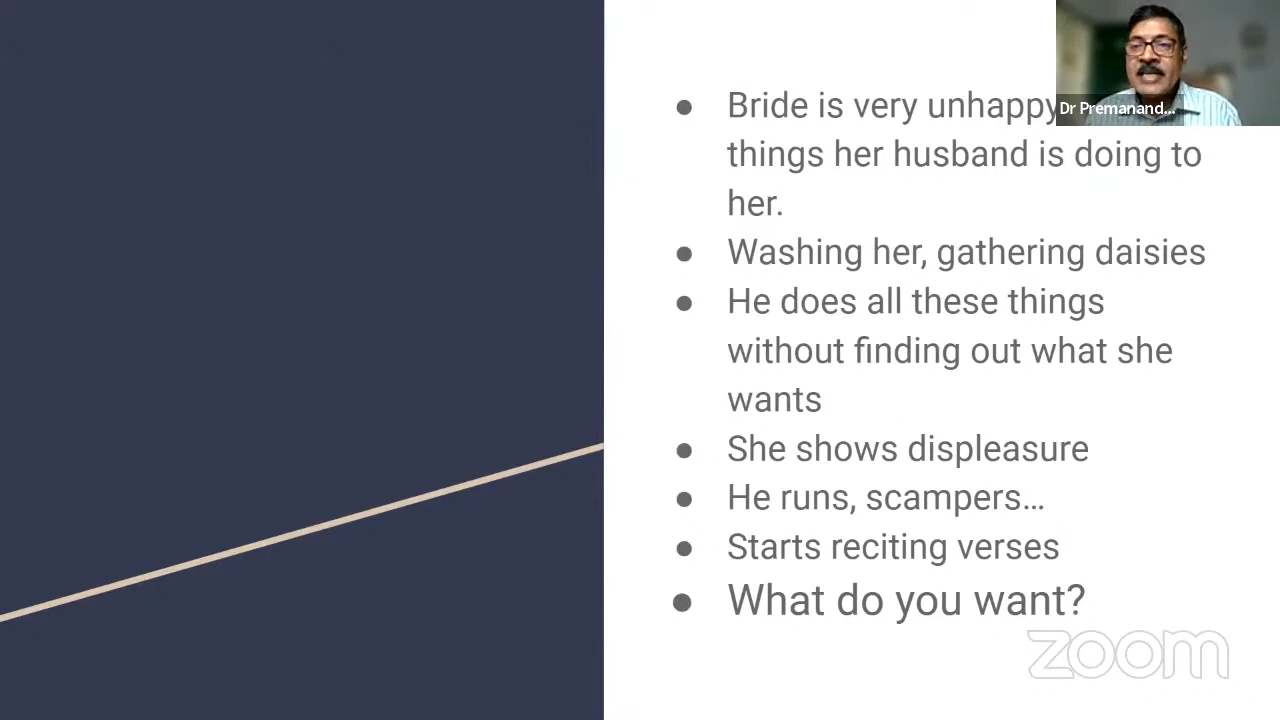 Bride is very unhappy
things her husband is doing to
her.
Washing her, gathering daisies
He does all these things
without finding out what she
wants
She shows displeasure
He runs, scampers…
Starts reciting verses
What do you want?
Dr Premanand...
zoom